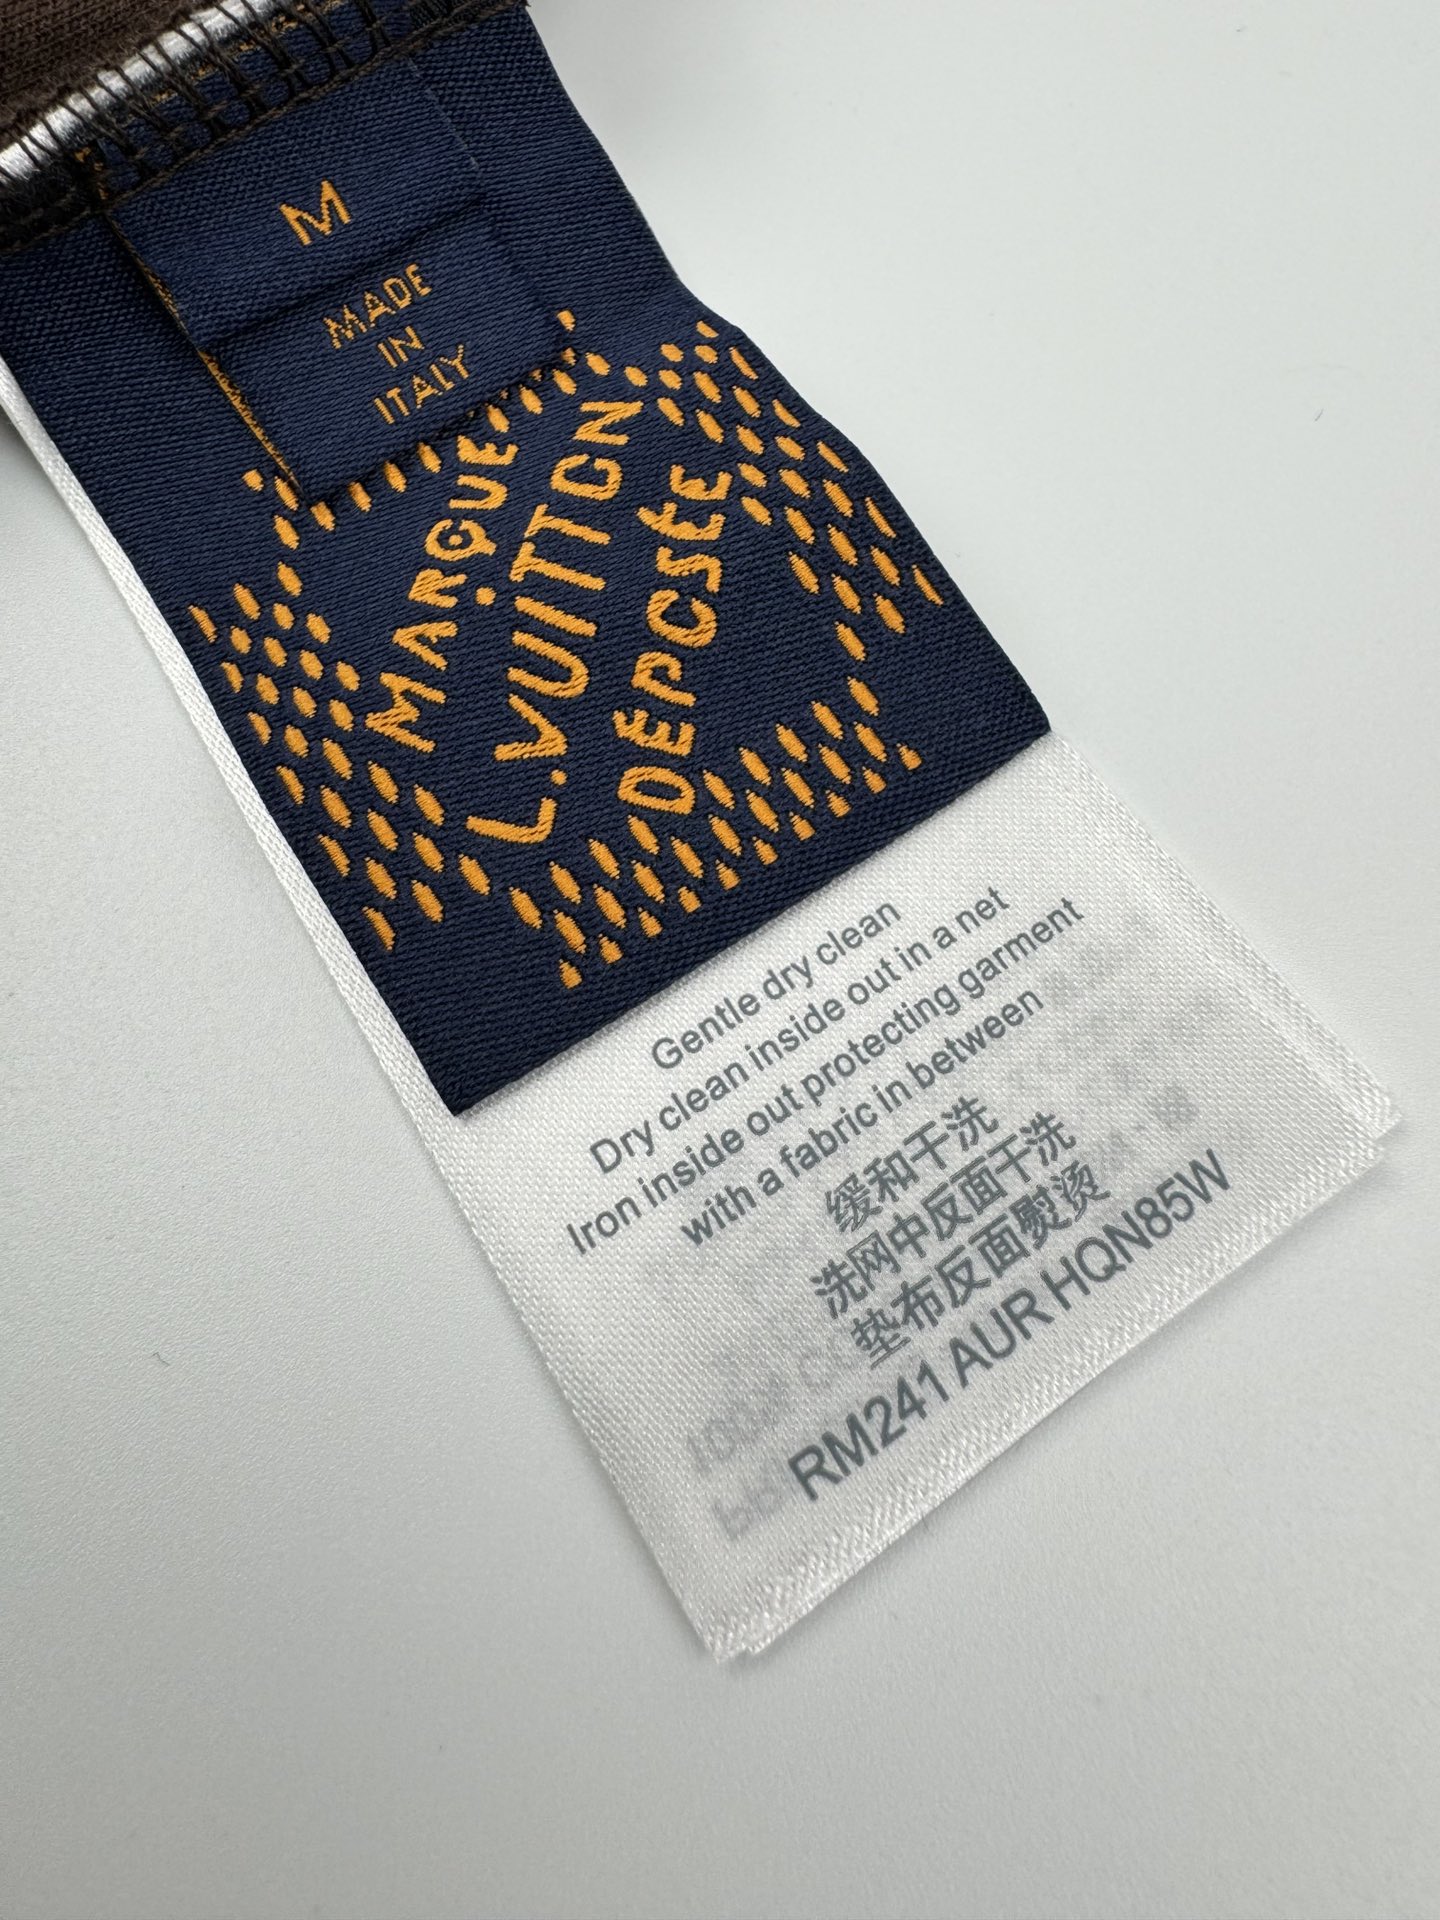 M
MADE
IN
ITALY
MARQUE
L.VUITTON
DEPOSÉE
Gentle dry clean
Dry clean inside out in a net
Iron inside out protecting garment
with a fabric in between
缓和干洗
洗网中反面干洗
垫布反面熨烫
RM241 AUR HQN85W